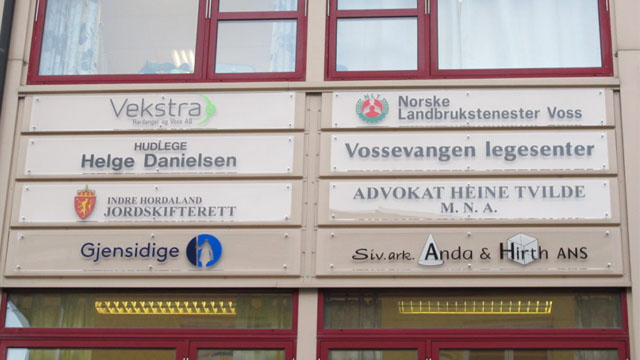 Vekstra
Hardanger og Voss AS
HUDLEGE
Helge Danielsen
INDRE HORDALAND
JORDSKIFTERETT
Gjensidige
NLT
Norske
Landbrukstenester Voss
Vossevangen legesenter
ADVOKAT HEINE TVILDE
M. N. A.
Siv.ark. Anda & Hirth ANS